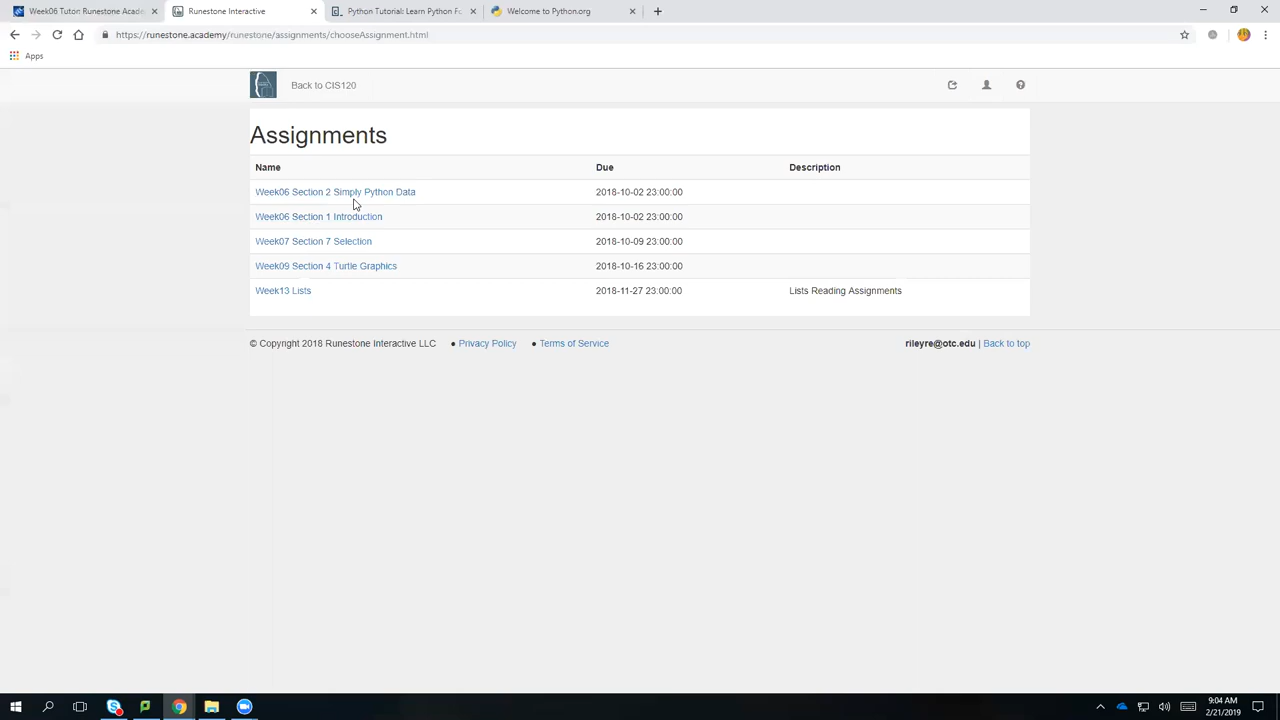 Week06 Tutori Runestone Acade
Runestone Interactive
Python Tutorial: Learn Python Fo
Welcome to Python.org
https://runestone.academy/runestone/assignments/chooseAssignment.html
Apps
Back to CIS120
Assignments
Name Due Description
Week06 Section 2 Simply Python Data 2018-10-02 23:00:00
Week06 Section 1 Introduction 2018-10-02 23:00:00
Week07 Section 7 Selection 2018-10-09 23:00:00
Week09 Section 4 Turtle Graphics 2018-10-16 23:00:00
Week13 Lists 2018-11-27 23:00:00 Lists Reading Assignments
© Copyright 2018 Runestone Interactive LLC ● Privacy Policy ● Terms of Service rileyre@otc.edu | Back to top
9:04 AM
2/21/2019